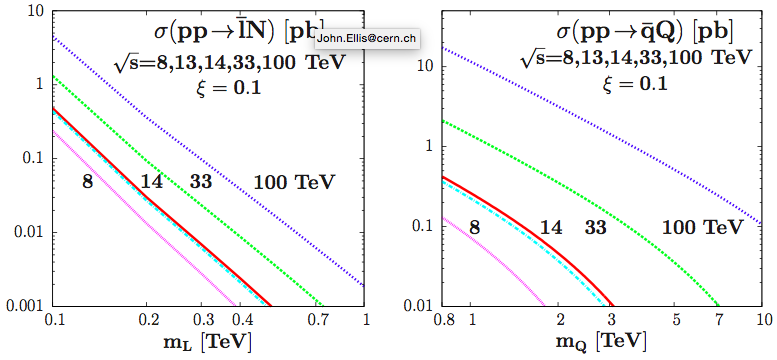 σ(pp→l̄N) [pb]
John.Ellis@cern.ch
√s=8,13,14,33,100 TeV
ξ = 0.1
10
1
0.1
0.01
0.001
8
14
33
100 TeV
0.1
0.2
0.3
0.4
0.7
1
m_L [TeV]
σ(pp→q̄Q) [pb]
√s=8,13,14,33,100 TeV
ξ = 0.1
10
1
0.1
0.01
8
14
33
100 TeV
0.8
1
2
3
5
7
10
m_Q [TeV]